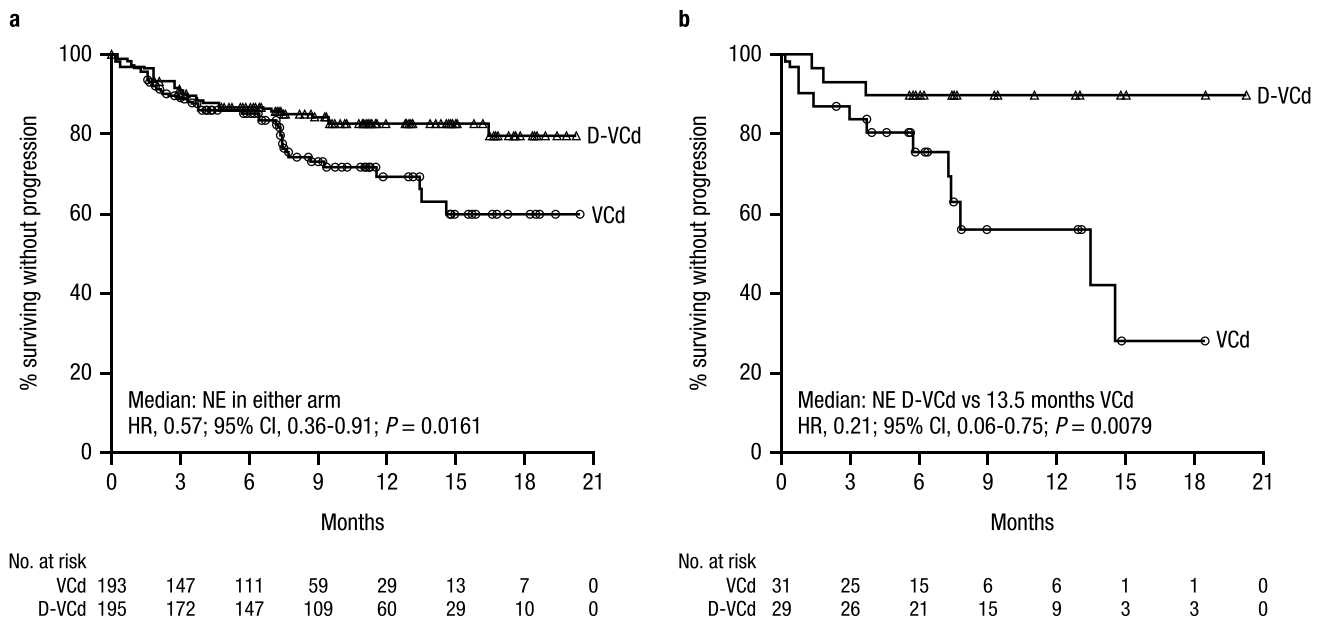 a
100
80
60
40
20
0
% surviving without progression
D-VCd
VCd
Median: NE in either arm
HR, 0.57; 95% CI, 0.36-0.91; P = 0.0161
0 3 6 9 12 15 18 21
Months
No. at risk
VCd 193 147 111 59 29 13 7 0
D-VCd 195 172 147 109 60 29 10 0
b
100
80
60
40
20
0
% surviving without progression
D-VCd
VCd
Median: NE D-VCd vs 13.5 months VCd
HR, 0.21; 95% CI, 0.06-0.75; P = 0.0079
0 3 6 9 12 15 18 21
Months
No. at risk
VCd 31 25 15 6 6 1 1 0
D-VCd 29 26 21 15 9 3 3 0